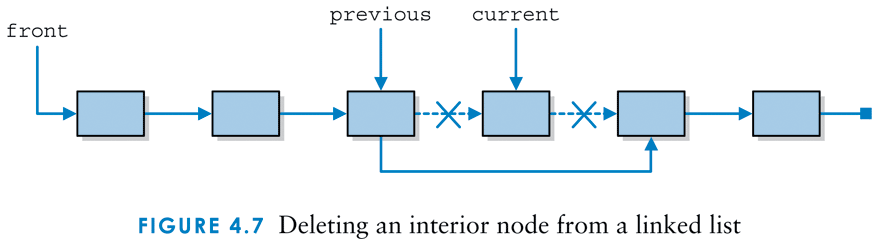 previous current
front
FIGURE 4.7 Deleting an interior node from a linked list